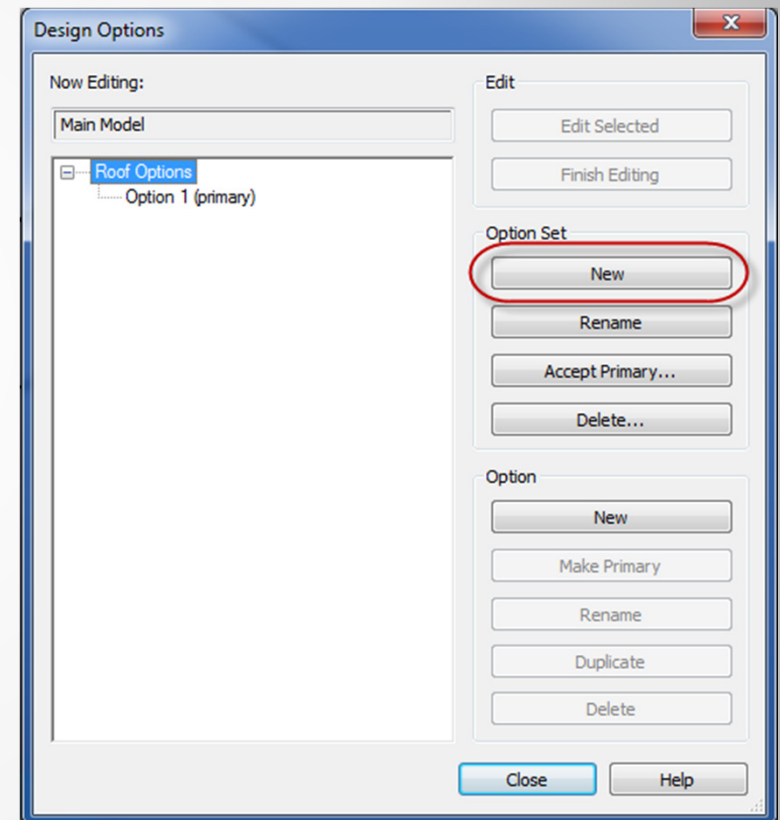 Design Options
Now Editing:
Main Model
Roof Options
Option 1 (primary)
Edit
Edit Selected
Finish Editing
Option Set
New
Rename
Accept Primary...
Delete...
Option
New
Make Primary
Rename
Duplicate
Delete
Close
Help